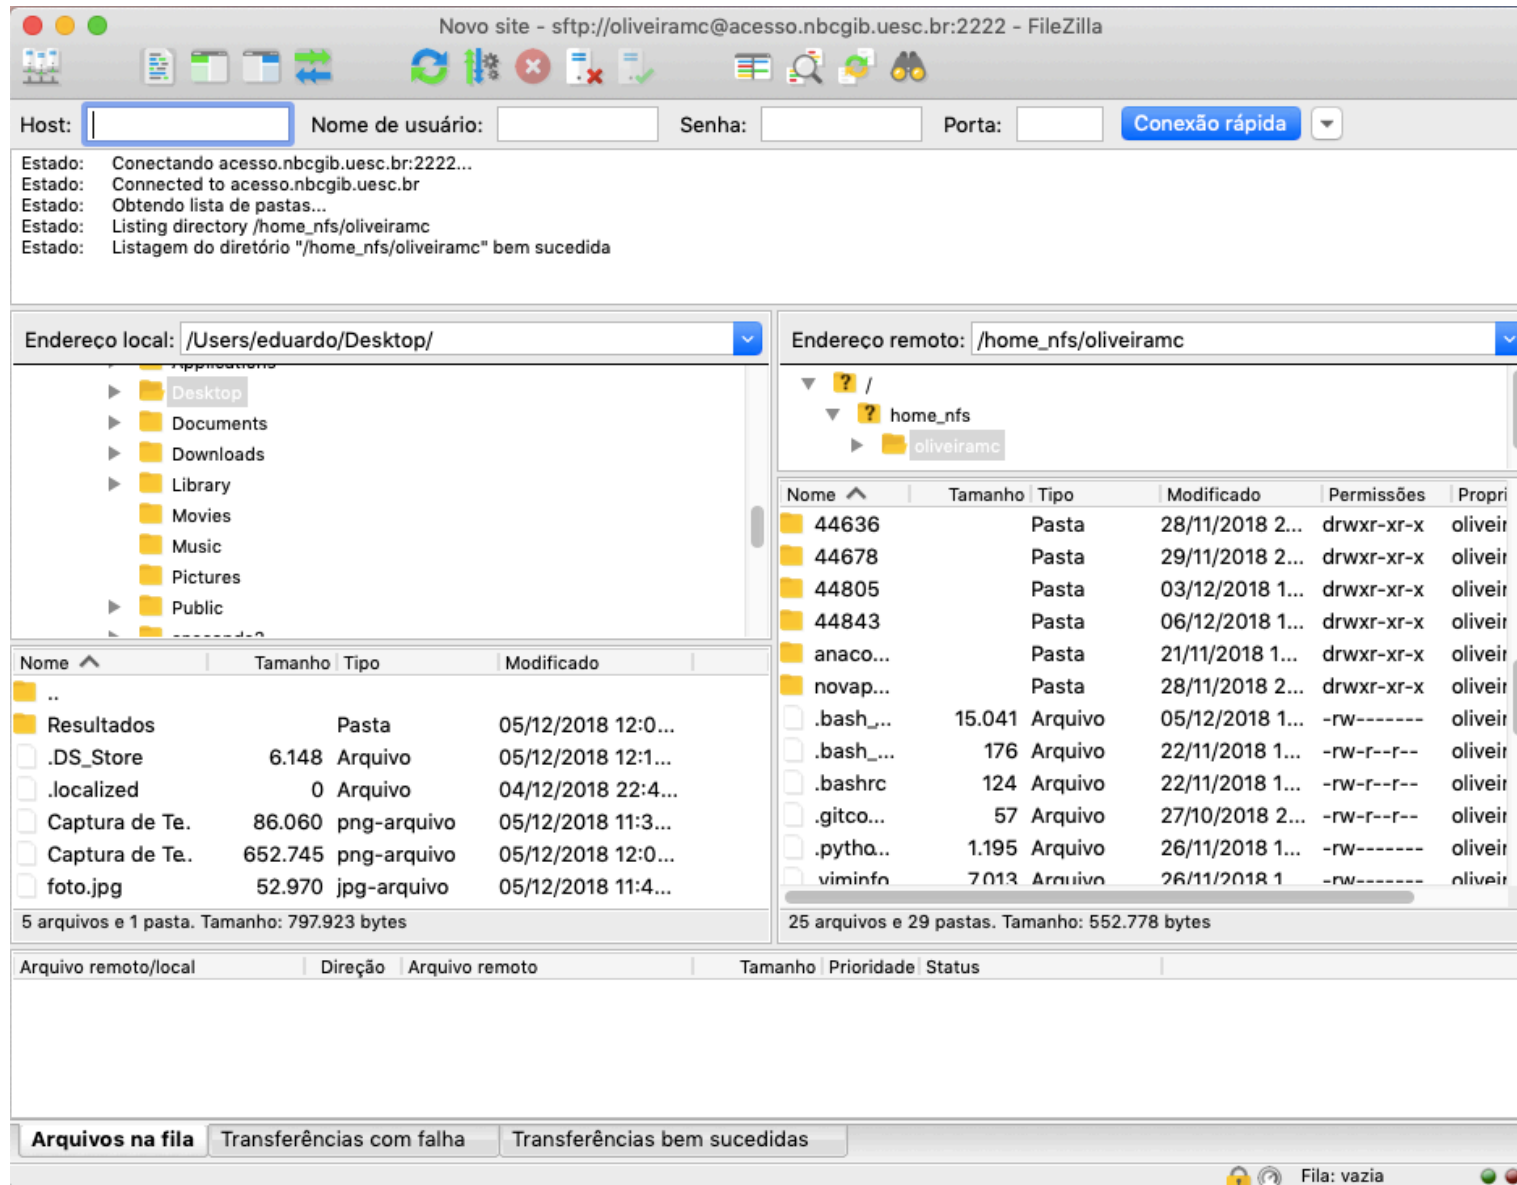 Novo site - sftp://oliveiramc@acesso.nbcgib.uesc.br:2222 - FileZilla
Host: Nome de usuário: Senha: Porta: Conexão rápida
Estado: Conectando acesso.nbcgib.uesc.br:2222...
Estado: Connected to acesso.nbcgib.uesc.br
Estado: Obtendo lista de pastas...
Estado: Listing directory /home_nfs/oliveiramc
Estado: Listagem do diretório "/home_nfs/oliveiramc" bem sucedida
Endereço local: /Users/eduardo/Desktop/
Applications
Desktop
Documents
Downloads
Library
Movies
Music
Pictures
Public
Nome Tamanho Tipo Modificado
..
Resultados Pasta 05/12/2018 12:0...
.DS_Store 6.148 Arquivo 05/12/2018 12:1...
.localized 0 Arquivo 04/12/2018 22:4...
Captura de Te.. 86.060 png-arquivo 05/12/2018 11:3...
Captura de Te.. 652.745 png-arquivo 05/12/2018 12:0...
foto.jpg 52.970 jpg-arquivo 05/12/2018 11:4...
5 arquivos e 1 pasta. Tamanho: 797.923 bytes
Endereço remoto: /home_nfs/oliveiramc
/
home_nfs
oliveiramc
Nome Tamanho Tipo Modificado Permissões Propri
44636 Pasta 28/11/2018 2... drwxr-xr-x oliveir
44678 Pasta 29/11/2018 2... drwxr-xr-x oliveir
44805 Pasta 03/12/2018 1... drwxr-xr-x oliveir
44843 Pasta 06/12/2018 1... drwxr-xr-x oliveir
anaco... Pasta 21/11/2018 1... drwxr-xr-x oliveir
novap... Pasta 28/11/2018 2... drwxr-xr-x oliveir
.bash_... 15.041 Arquivo 05/12/2018 1... -rw------- oliveir
.bash_... 176 Arquivo 22/11/2018 1... -rw-r--r-- oliveir
.bashrc 124 Arquivo 22/11/2018 1... -rw-r--r-- oliveir
.gitco... 57 Arquivo 27/10/2018 2... -rw-r--r-- oliveir
.pytho... 1.195 Arquivo 26/11/2018 1... -rw------- oliveir
.viminfo 7.013 Arquivo 26/11/2018 1 -rw------- oliveir
25 arquivos e 29 pastas. Tamanho: 552.778 bytes
Arquivo remoto/local Direção Arquivo remoto Tamanho Prioridade Status
Arquivos na fila Transferências com falha Transferências bem sucedidas
Fila: vazia